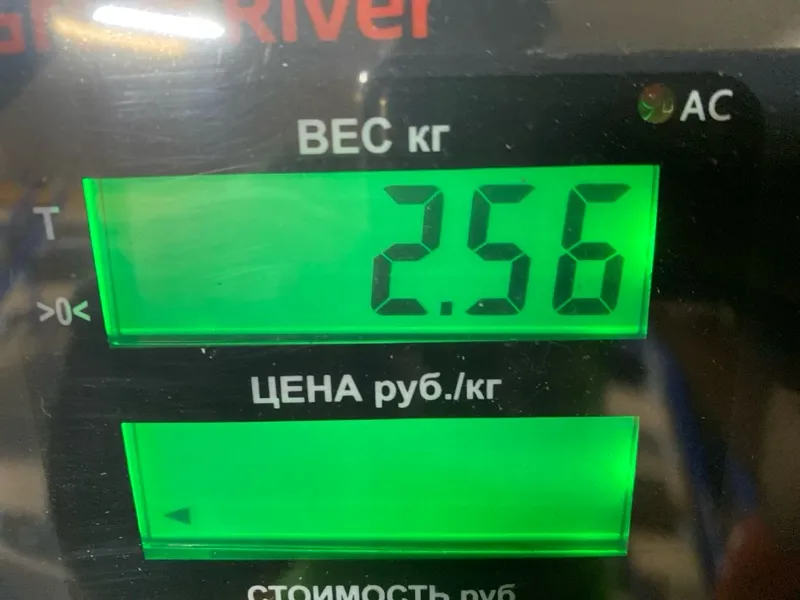 River
AC
ВЕС кг
T
2.56
>0<
ЦЕНА руб./кг
СТОИМОСТЬ руб